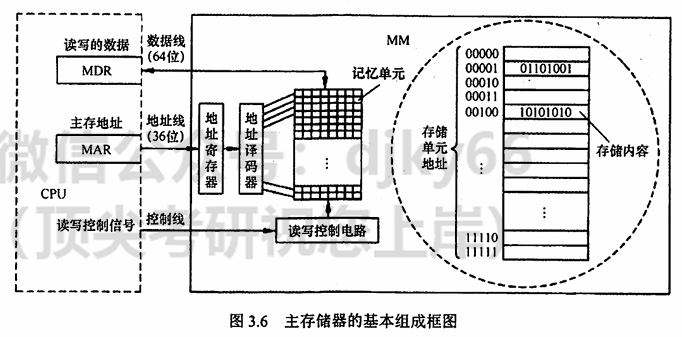 读写的数据
数据线
(64位)
MDR
MM
记忆单元
主存地址
地址线
(36位)
MAR
地址寄存器
地址译码器
CPU
读写控制信号
控制线
读写控制电路
存储单元地址
00000
00001
01101001
00010
00011
00100
10101010
存储内容
11110
11111
微信公众号:djky66
(顶尖考研祝您上岸)
图 3.6 主存储器的基本组成框图